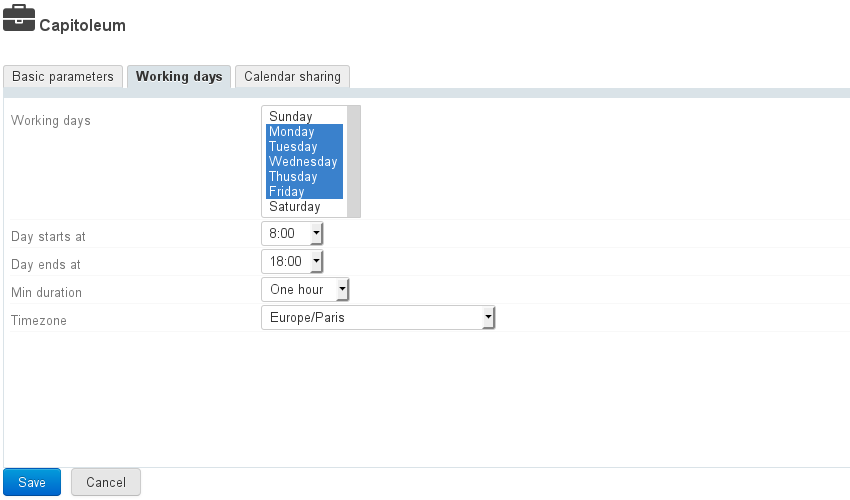 Capitoleum
Basic parameters Working days Calendar sharing
Working days
Sunday
Monday
Tuesday
Wednesday
Thusday
Friday
Saturday
Day starts at 8:00
Day ends at 18:00
Min duration One hour
Timezone Europe/Paris
Save Cancel